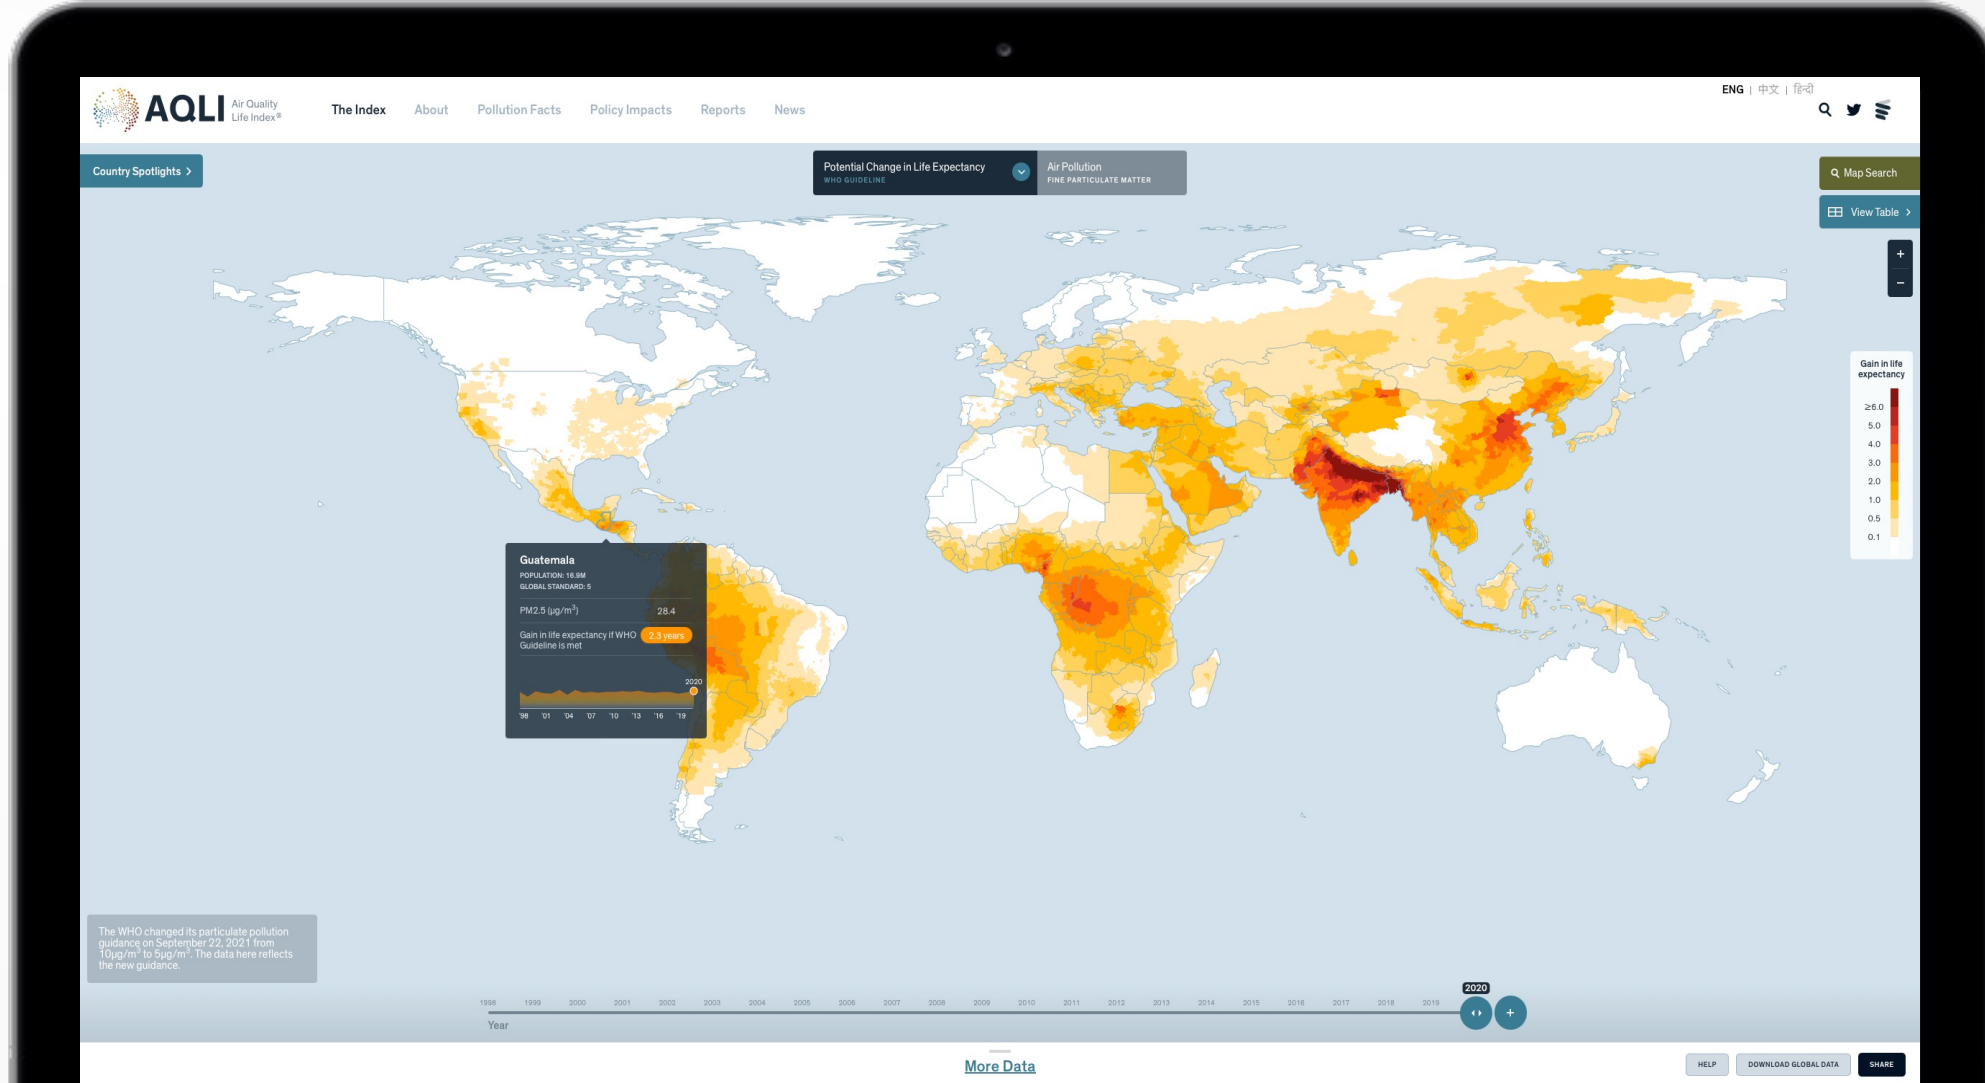 AQLI
Air Quality
Life Index®
The Index
About
Pollution Facts
Policy Impacts
Reports
News
ENG | 中文 | हिन्दी
Country Spotlights >
Potential Change in Life Expectancy
WHO GUIDELINE
Air Pollution
FINE PARTICULATE MATTER
Map Search
View Table >
+
−
Gain in life
expectancy
≥6.0
5.0
4.0
3.0
2.0
1.0
0.5
0.1
Guatemala
POPULATION: 16.9M
GLOBAL STANDARD: 5
PM2.5 (µg/m³) 28.4
Gain in life expectancy if WHO
Guideline is met
2.3 years
2020
'98 '01 '04 '07 '10 '13 '16 '19
The WHO changed its particulate pollution
guidance on September 22, 2021 from
10µg/m³ to 5µg/m³. The data here reflects
the new guidance.
2020
1998 1999 2000 2001 2002 2003 2004 2005 2006 2007 2008 2009 2010 2011 2012 2013 2014 2015 2016 2017 2018 2019
+
Year
More Data
HELP
DOWNLOAD GLOBAL DATA
SHARE